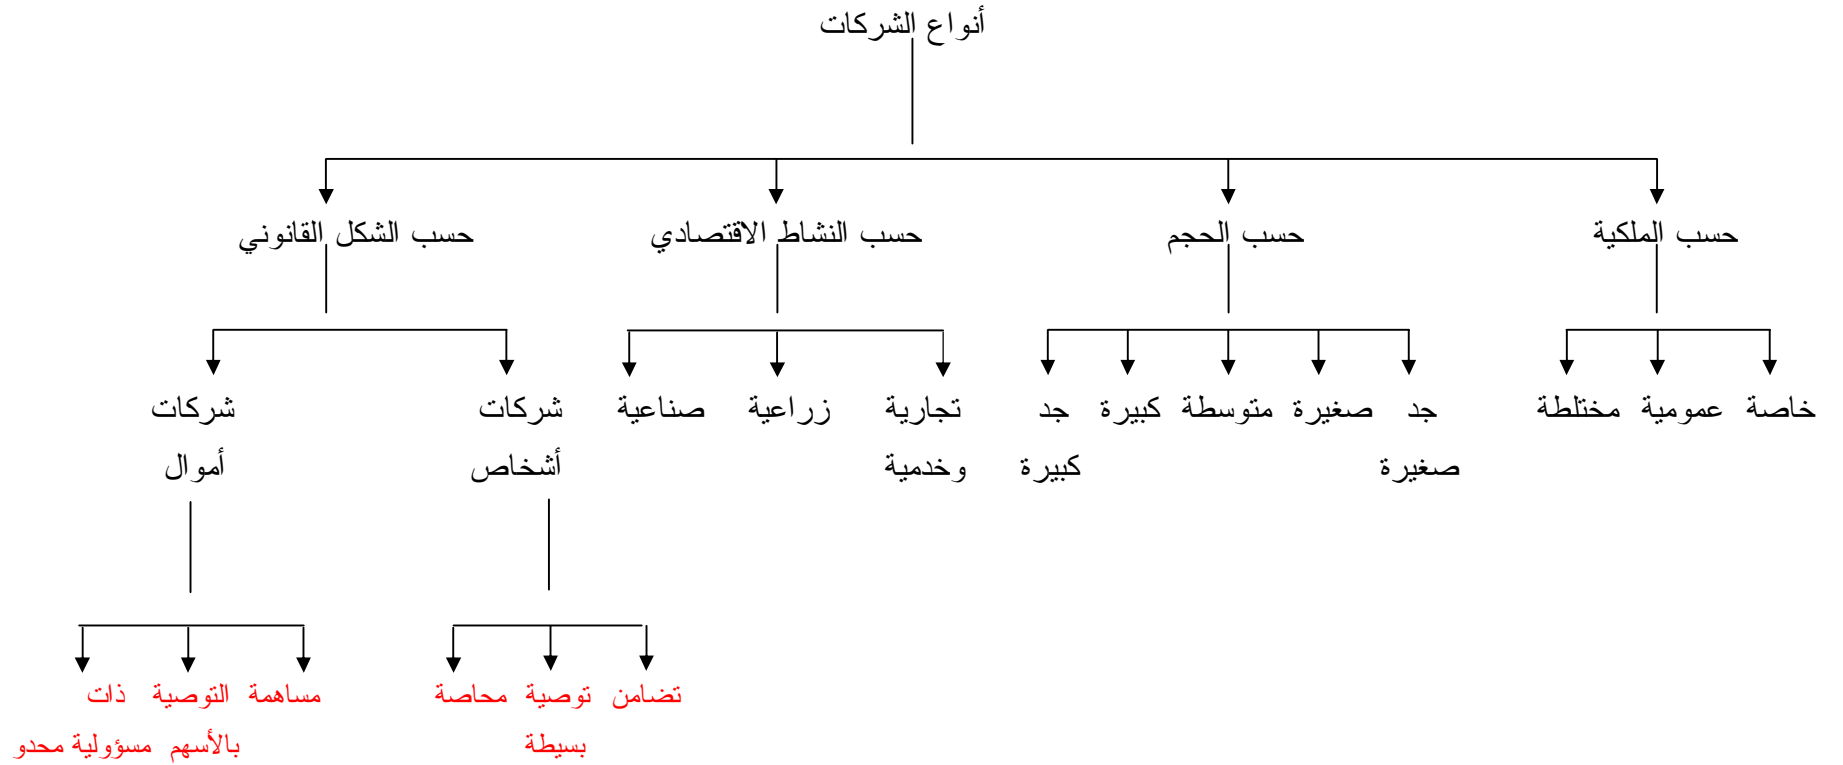 أنواع الشركات
حسب الملكية
حسب الحجم
حسب النشاط الاقتصادي
حسب الشكل القانوني
خاصة
عمومية
مختلطة
جد
صغيرة
صغيرة
متوسطة
كبيرة
جد
كبيرة
تجارية
وخدمية
زراعية
صناعية
شركات
أشخاص
شركات
أموال
تضامن
توصية
بسيطة
محاصة
مساهمة
التوصية
بالأسهم
ذات
مسؤولية محدو